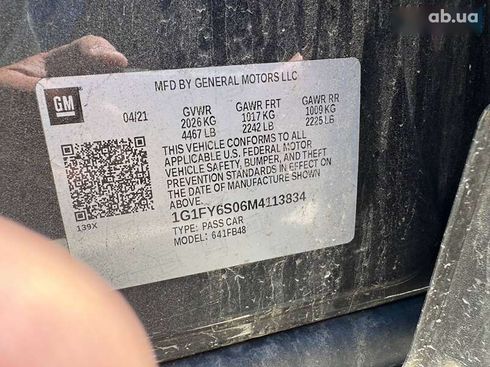 ab.ua
MFD BY GENERAL MOTORS LLC
GM
04/21
GVWR GAWR FRT GAWR RR
2026 KG 1017 KG 1009 KG
4467 LB 2242 LB 2225 LB
THIS VEHICLE CONFORMS TO ALL
APPLICABLE U.S. FEDERAL MOTOR
VEHICLE SAFETY, BUMPER, AND THEFT
PREVENTION STANDARDS IN EFFECT ON
THE DATE OF MANUFACTURE SHOWN
ABOVE.
139X
1G1FY6S06M4113834
TYPE: PASS CAR
MODEL: 641FB48